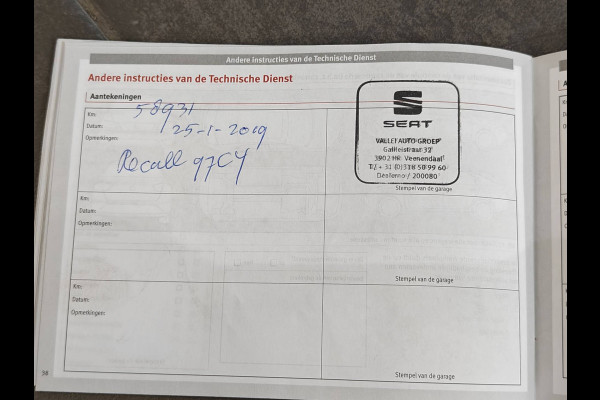 Andere instructies van de Technische Dienst
Andere instructies van de Technische Dienst
Aantekeningen
Km: 58931
Datum: 25-1-2019
Opmerkingen:
Recall 97CY
SEAT
VALLEI AUTO GROEP
Galileistraat 32
3902 HR Veenendaal
T: + 31 (0)318 50 99 60
Dealerno / 200080
Stempel van de garage
Km:
Datum:
Opmerkingen:
Stempel van de garage
Km:
Datum:
Opmerkingen:
Stempel van de garage
38